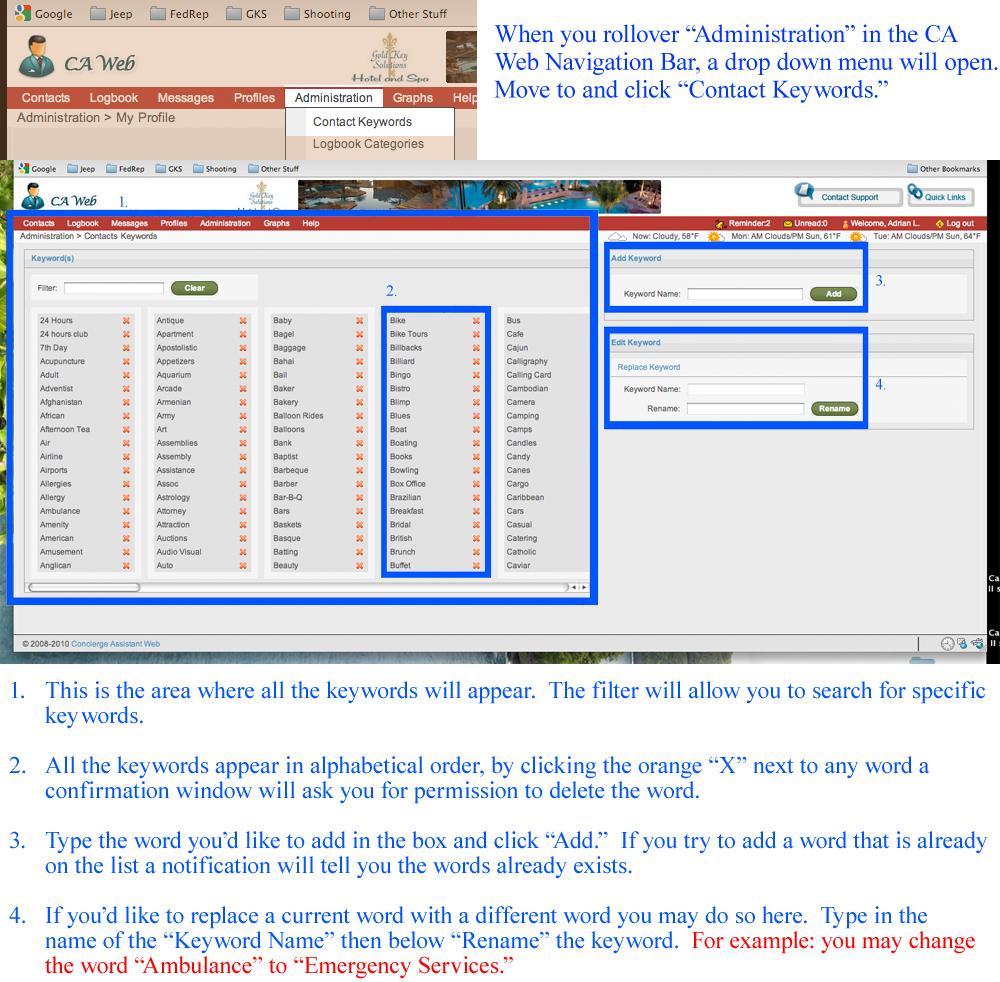 Google Jeep FedRep GKS Shooting Other Stuff
CA Web
Gold Key
Solutions
Hotel and Spa
Contacts Logbook Messages Profiles Administration Graphs Help
Administration > My Profile
Contact Keywords
Logbook Categories
When you rollover “Administration” in the CA
Web Navigation Bar, a drop down menu will open.
Move to and click “Contact Keywords.”
Google Jeep FedRep GKS Shooting Other Stuff Other Bookmarks
CA Web 1. Gold Key Contact Support Quick Links
Contacts Logbook Messages Profiles Administration Graphs Help Reminder:2 Unread:0 Welcome, Adrian L. Log out
Administration > Contacts Keywords Now: Cloudy, 58°F Mon: AM Clouds/PM Sun, 61°F Tue: AM Clouds/PM Sun, 64°F
Keyword(s)
Filter: Clear
2.
24 Hours Antique Baby Bike Bus
24 hours club Apartment Bagel Bike Tours Cafe
7th Day Apostolistic Baggage Billbacks Cajun
Acupuncture Appetizers Bahai Billiard Calligraphy
Adult Aquarium Bail Bingo Calling Card
Adventist Arcade Baker Bistro Cambodian
Afghanistan Armenian Bakery Blimp Camera
African Army Balloon Rides Blues Camping
Afternoon Tea Art Balloons Boat Camps
Air Assemblies Bank Boating Candles
Airline Assembly Baptist Books Candy
Airports Assistance Barbeque Bowling Canes
Allergies Assoc Barber Box Office Cargo
Allergy Astrology Bar-B-Q Brazilian Caribbean
Ambulance Attorney Bars Breakfast Cars
Amenity Attraction Baskets Bridal Casual
American Auctions Basque British Catering
Amusement Audio Visual Batting Brunch Catholic
Anglican Auto Beauty Buffet Caviar
Add Keyword
3.
Keyword Name: Add
Edit Keyword
Replace Keyword
4.
Keyword Name:
Rename: Rename
Ca
ll s
Ca
ll s
© 2008-2010 Concierge Assistant Web
1. This is the area where all the keywords will appear. The filter will allow you to search for specific
keywords.
2. All the keywords appear in alphabetical order, by clicking the orange “X” next to any word a
confirmation window will ask you for permission to delete the word.
3. Type the word you’d like to add in the box and click “Add.” If you try to add a word that is already
on the list a notification will tell you the words already exists.
4. If you’d like to replace a current word with a different word you may do so here. Type in the
name of the “Keyword Name” then below “Rename” the keyword. For example: you may change
the word “Ambulance” to “Emergency Services.”